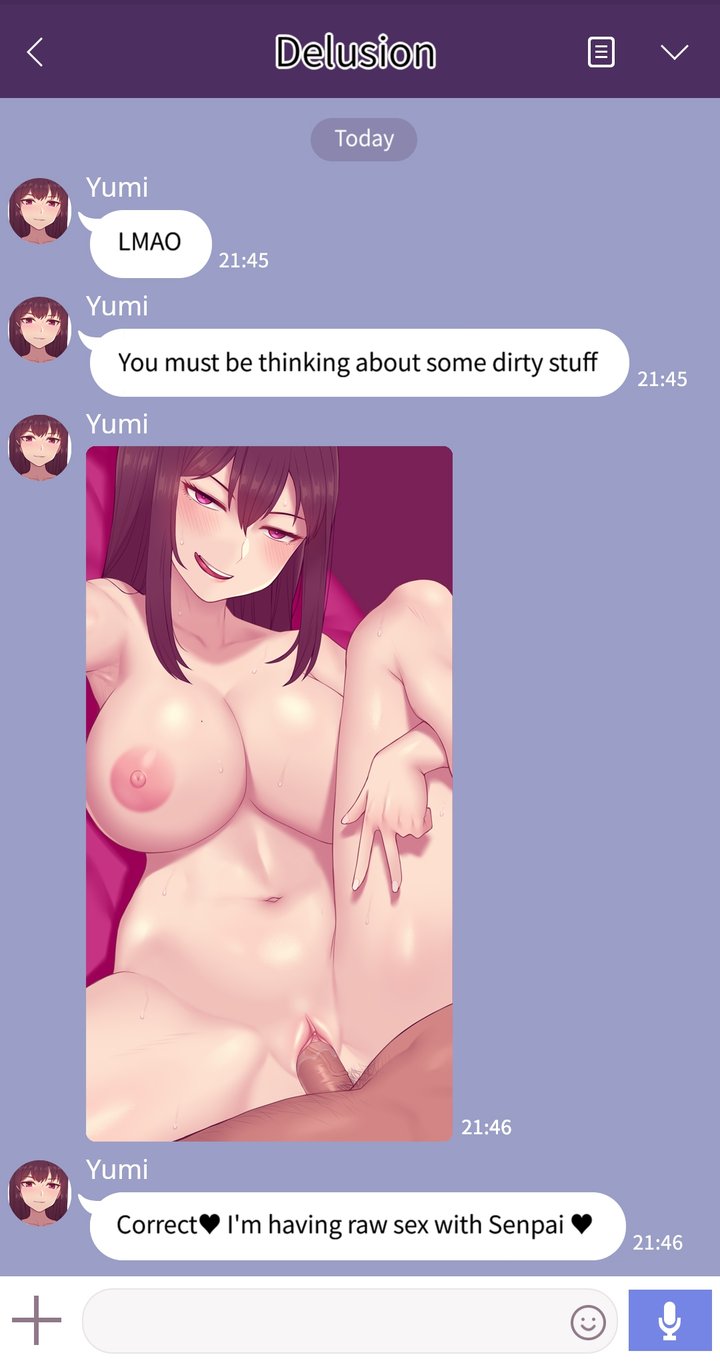 Delusion
Today
Yumi
LMAO
21:45
Yumi
You must be thinking about some dirty stuff
21:45
Yumi
21:46
Yumi
Correct♥ I'm having raw sex with Senpai ♥
21:46